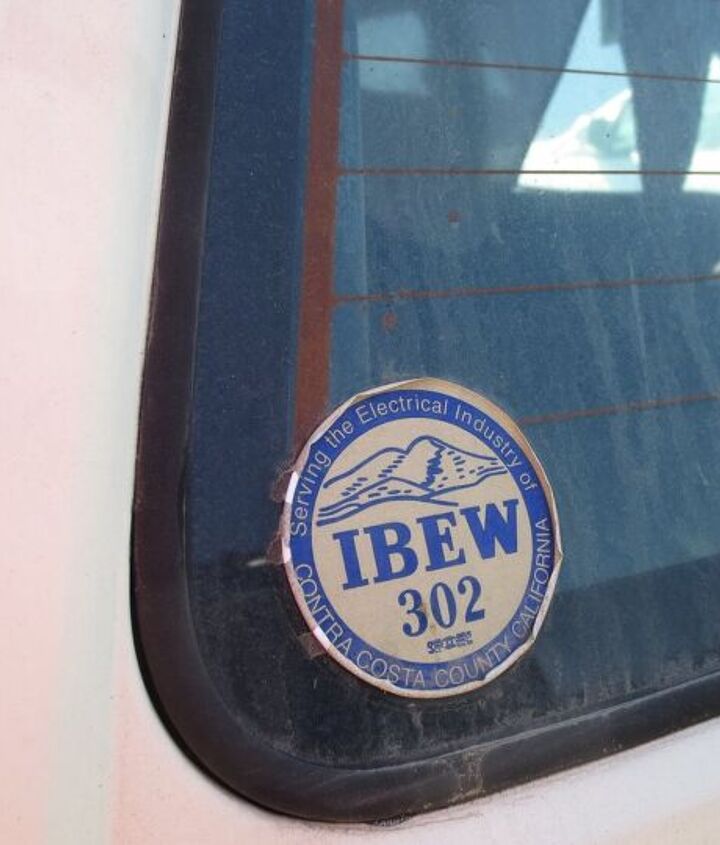 Serving the Electrical Industry of
IBEW
302
CONTRA COSTA COUNTY CALIFORNIA